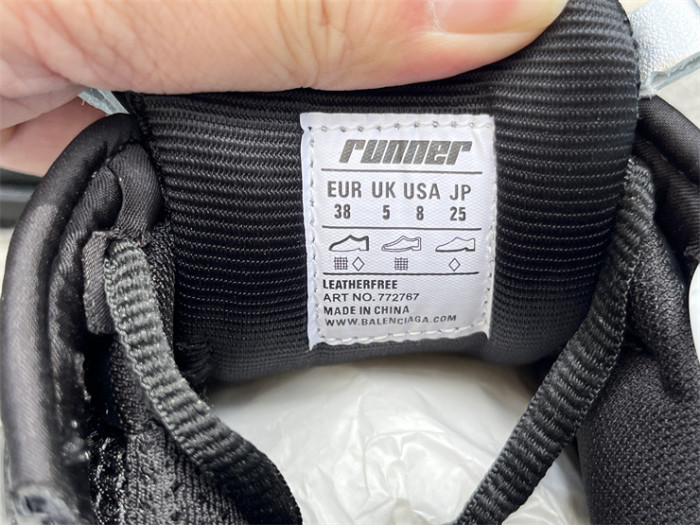 runner
EUR UK USA JP
38 5 8 25
LEATHERFREE
ART NO. 772767
MADE IN CHINA
WWW.BALENCIAGA.COM